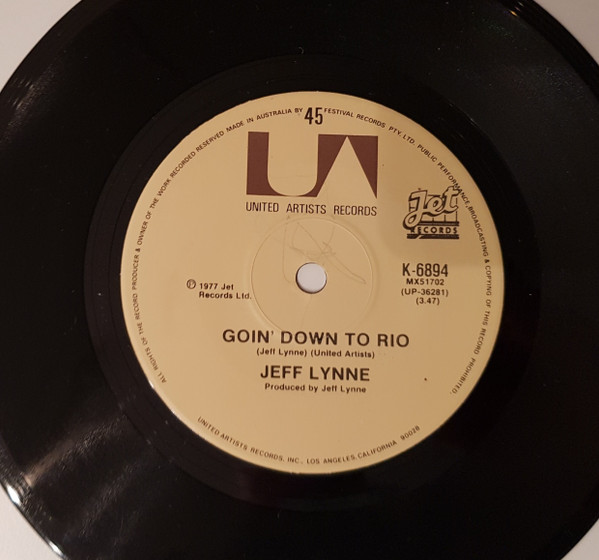 ALL RIGHTS OF THE RECORD PRODUCER & OWNER OF THE WORK RECORDED RESERVED MADE IN AUSTRALIA BY FESTIVAL RECORDS PTY. LTD. PUBLIC PERFORMANCE, BROADCASTING & COPYING OF THIS RECORD PROHIBITED.
45
UA
UNITED ARTISTS RECORDS
Jet
RECORDS
K-6894
MX51702
(UP-36281)
(3.47)
℗ 1977 Jet
Records Ltd.
GOIN' DOWN TO RIO
(Jeff Lynne) (United Artists)
JEFF LYNNE
Produced by Jeff Lynne
UNITED ARTISTS RECORDS, INC., LOS ANGELES, CALIFORNIA 90028